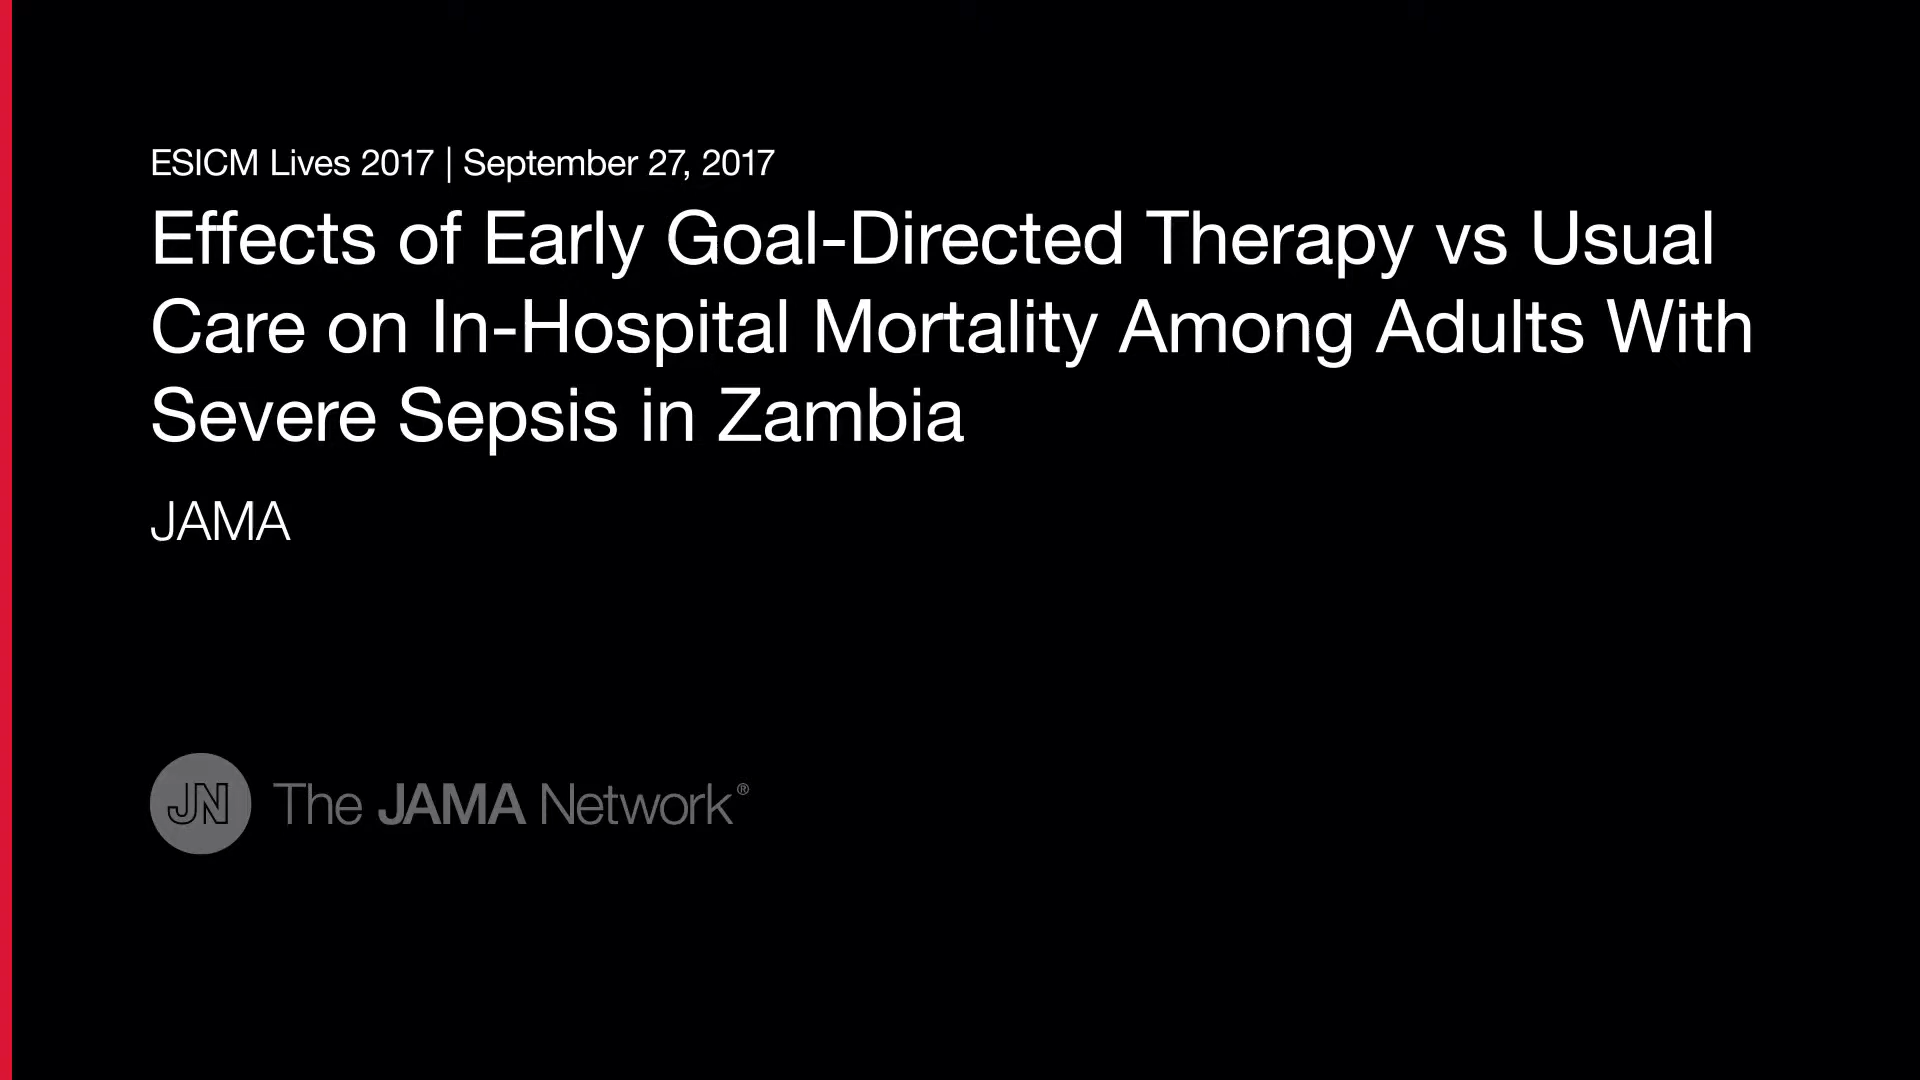 ESICM Lives 2017 | September 27, 2017
Effects of Early Goal-Directed Therapy vs Usual
Care on In-Hospital Mortality Among Adults With
Severe Sepsis in Zambia
JAMA
JN The JAMA Network®